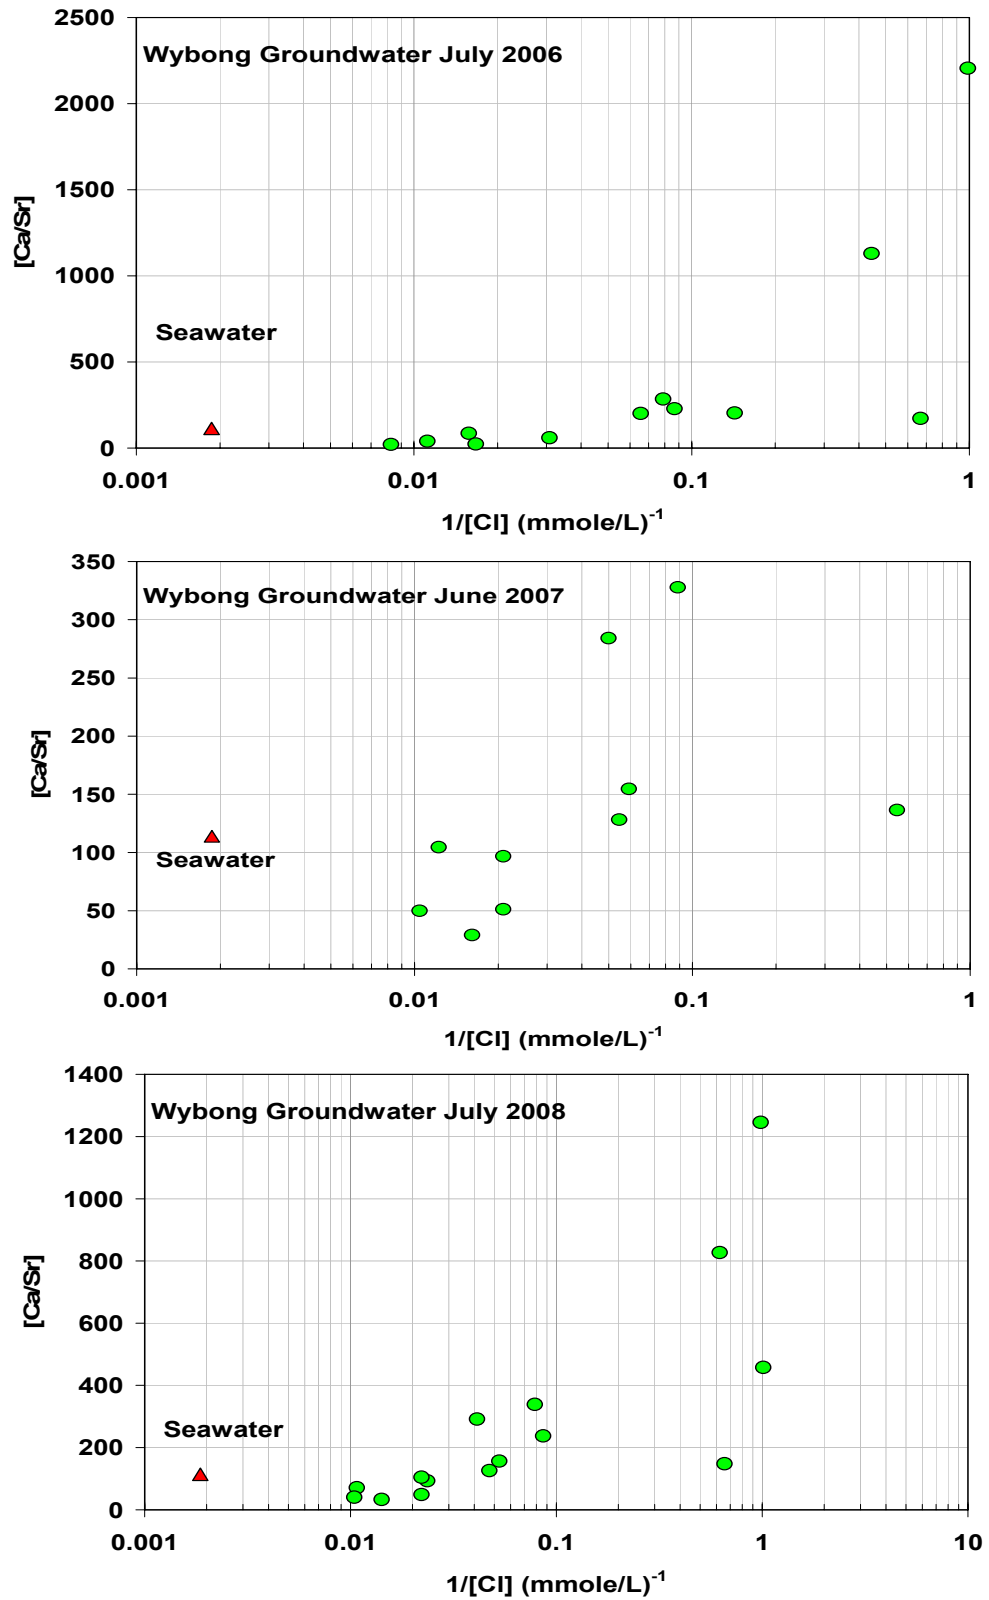 2500
Wybong Groundwater July 2006
2000
1500
[Ca/Sr]
1000
Seawater
500
0
0.001 0.01 0.1 1
1/[Cl] (mmole/L)-1
350
Wybong Groundwater June 2007
300
250
200
[Ca/Sr]
150
100
Seawater
50
0
0.001 0.01 0.1 1
1/[Cl] (mmole/L)-1
1400
Wybong Groundwater July 2008
1200
1000
800
[Ca/Sr]
600
400
Seawater
200
0
0.001 0.01 0.1 1 10
1/[Cl] (mmole/L)-1